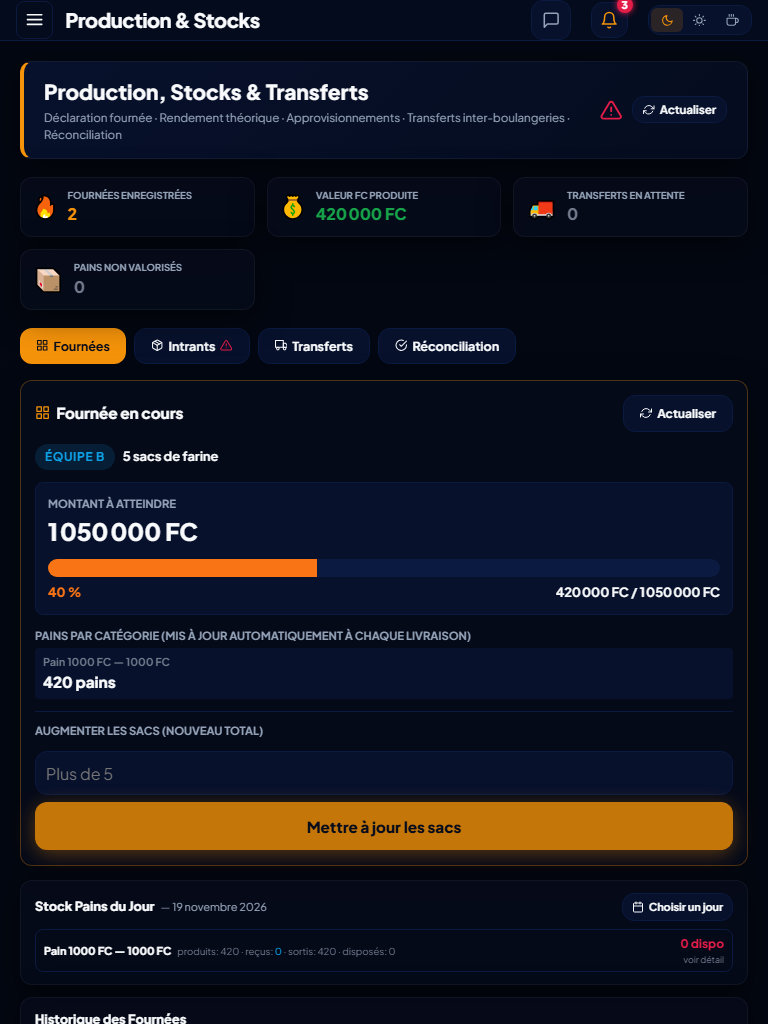 Production & Stocks
3
Production, Stocks & Transferts
Déclaration fournée · Rendement théorique · Approvisionnements · Transferts inter-boulangeries ·
Réconciliation
Actualiser
FOURNÉES ENREGISTRÉES
2
VALEUR FC PRODUITE
420 000 FC
TRANSFERTS EN ATTENTE
0
PAINS NON VALORISÉS
0
Fournées
Intrants
Transferts
Réconciliation
Fournée en cours
Actualiser
ÉQUIPE B
5 sacs de farine
MONTANT À ATTEINDRE
1 050 000 FC
40 %
420 000 FC / 1 050 000 FC
PAINS PAR CATÉGORIE (MIS À JOUR AUTOMATIQUEMENT À CHAQUE LIVRAISON)
Pain 1000 FC — 1000 FC
420 pains
AUGMENTER LES SACS (NOUVEAU TOTAL)
Plus de 5
Mettre à jour les sacs
Stock Pains du Jour — 19 novembre 2026
Choisir un jour
Pain 1000 FC — 1000 FC produits: 420 · reçus: 0 · sortis: 420 · disposés: 0
0 dispo
voir détail
Historique des Fournées